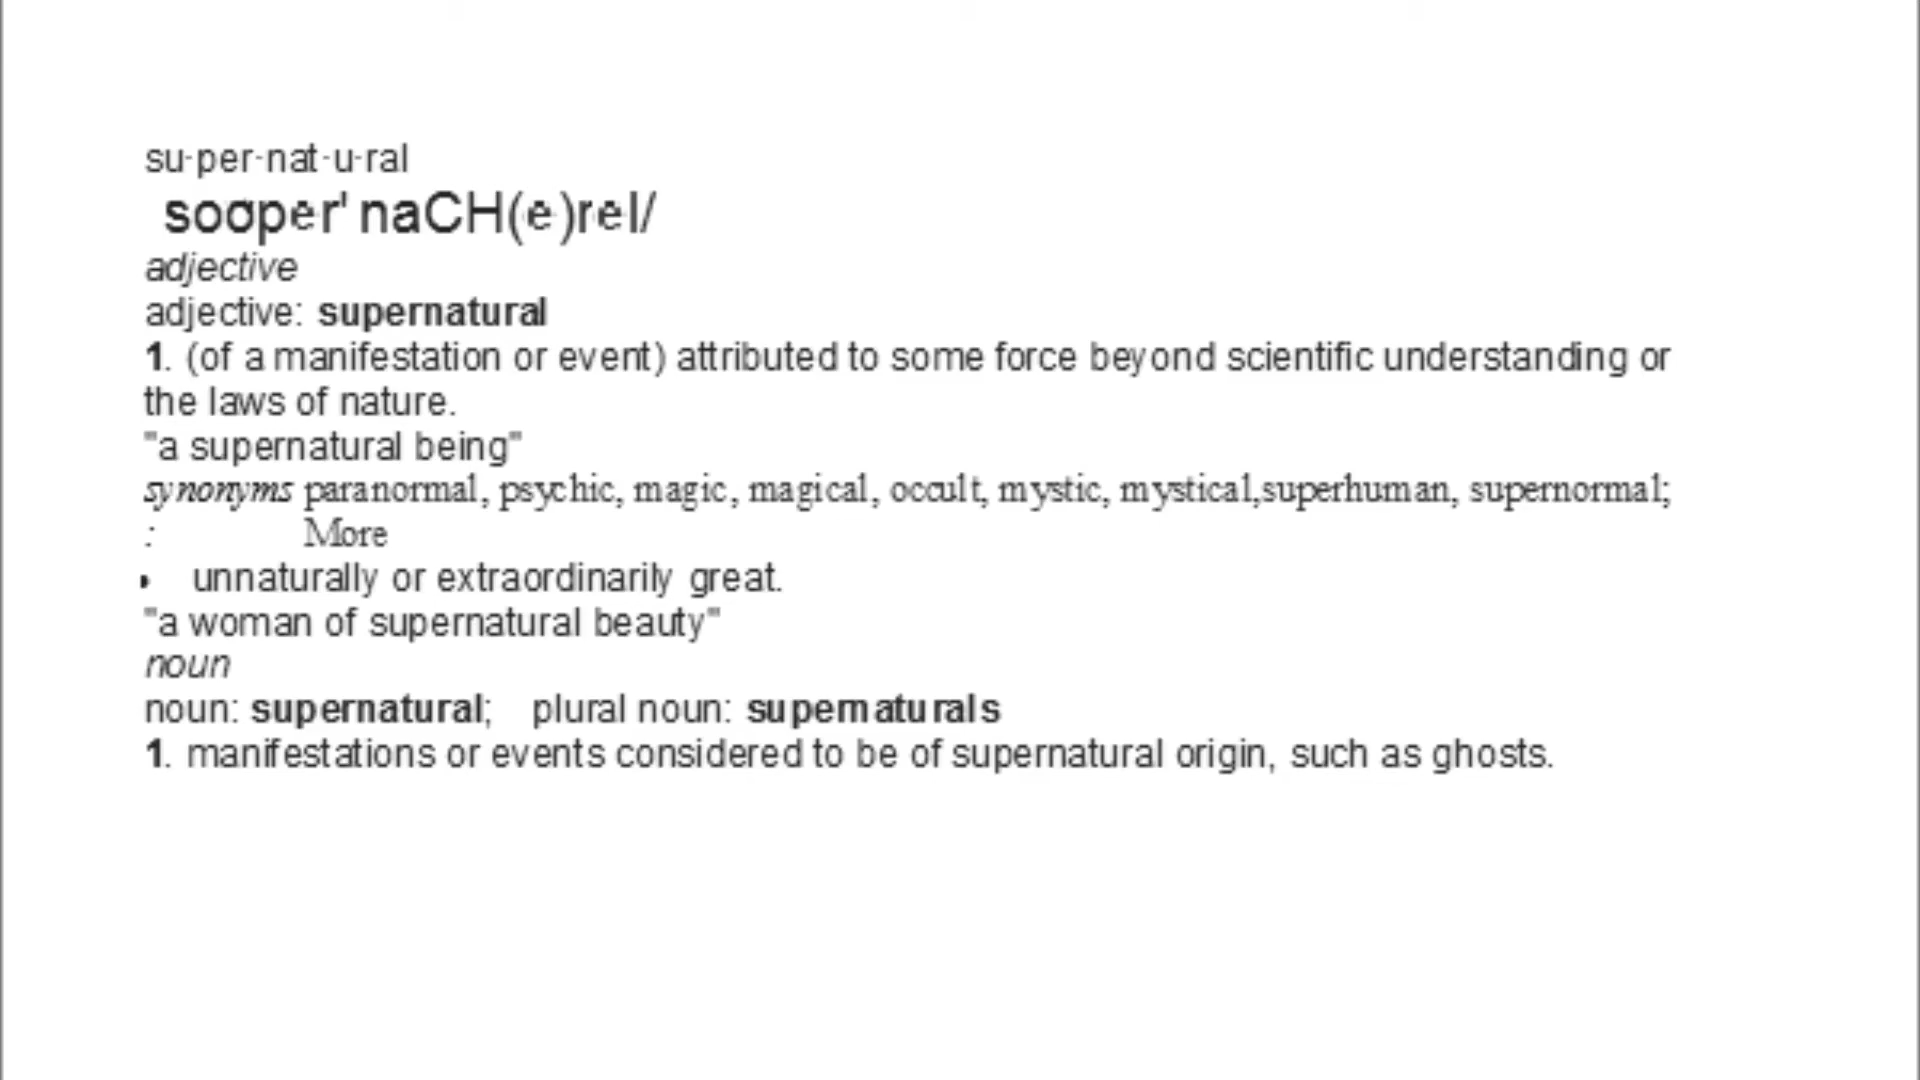 su·per·nat·u·ral
so͞opər'naCH(ə)rəl/
adjective
adjective: supernatural
1. (of a manifestation or event) attributed to some force beyond scientific understanding or
the laws of nature.
"a supernatural being"
synonyms paranormal, psychic, magic, magical, occult, mystic, mystical,superhuman, supernormal;
: More
• unnaturally or extraordinarily great.
"a woman of supernatural beauty"
noun
noun: supernatural; plural noun: supernaturals
1. manifestations or events considered to be of supernatural origin, such as ghosts.